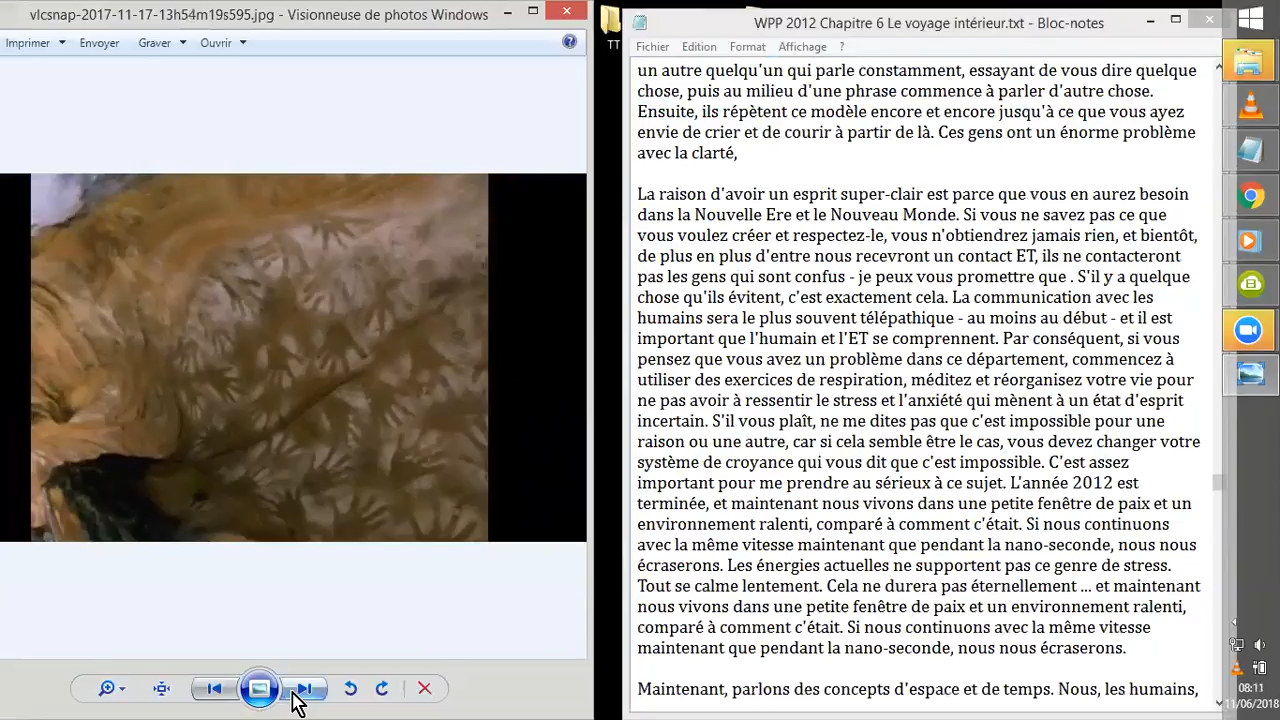 vlcsnap-2017-11-17-13h54m19s595.jpg - Visionneuse de photos Windows
Imprimer
Envoyer
Graver
Ouvrir
TT
WPP 2012 Chapitre 6 Le voyage intérieur.txt - Bloc-notes
Fichier Edition Format Affichage ?
un autre quelqu'un qui parle constamment, essayant de vous dire quelque
chose, puis au milieu d'une phrase commence à parler d'autre chose.
Ensuite, ils répètent ce modèle encore et encore jusqu'à ce que vous ayez
envie de crier et de courir à partir de là. Ces gens ont un énorme problème
avec la clarté,
La raison d'avoir un esprit super-clair est parce que vous en aurez besoin
dans la Nouvelle Ere et le Nouveau Monde. Si vous ne savez pas ce que
vous voulez créer et respectez-le, vous n'obtiendrez jamais rien, et bientôt,
de plus en plus d'entre nous recevront un contact ET, ils ne contacteront
pas les gens qui sont confus - je peux vous promettre que . S'il y a quelque
chose qu'ils évitent, c'est exactement cela. La communication avec les
humains sera le plus souvent télépathique - au moins au début - et il est
important que l'humain et l'ET se comprennent. Par conséquent, si vous
pensez que vous avez un problème dans ce département, commencez à
utiliser des exercices de respiration, méditez et réorganisez votre vie pour
ne pas avoir à ressentir le stress et l'anxiété qui mènent à un état d'esprit
incertain. S'il vous plaît, ne me dites pas que c'est impossible pour une
raison ou une autre, car si cela semble être le cas, vous devez changer votre
système de croyance qui vous dit que c'est impossible. C'est assez
important pour me prendre au sérieux à ce sujet. L'année 2012 est
terminée, et maintenant nous vivons dans une petite fenêtre de paix et un
environnement ralenti, comparé à comment c'était. Si nous continuons
avec la même vitesse maintenant que pendant la nano-seconde, nous nous
écraserons. Les énergies actuelles ne supportent pas ce genre de stress.
Tout se calme lentement. Cela ne durera pas éternellement ... et maintenant
nous vivons dans une petite fenêtre de paix et un environnement ralenti,
comparé à comment c'était. Si nous continuons avec la même vitesse
maintenant que pendant la nano-seconde, nous nous écraserons.
Maintenant, parlons des concepts d'espace et de temps. Nous, les humains,
08:11
11/06/2018